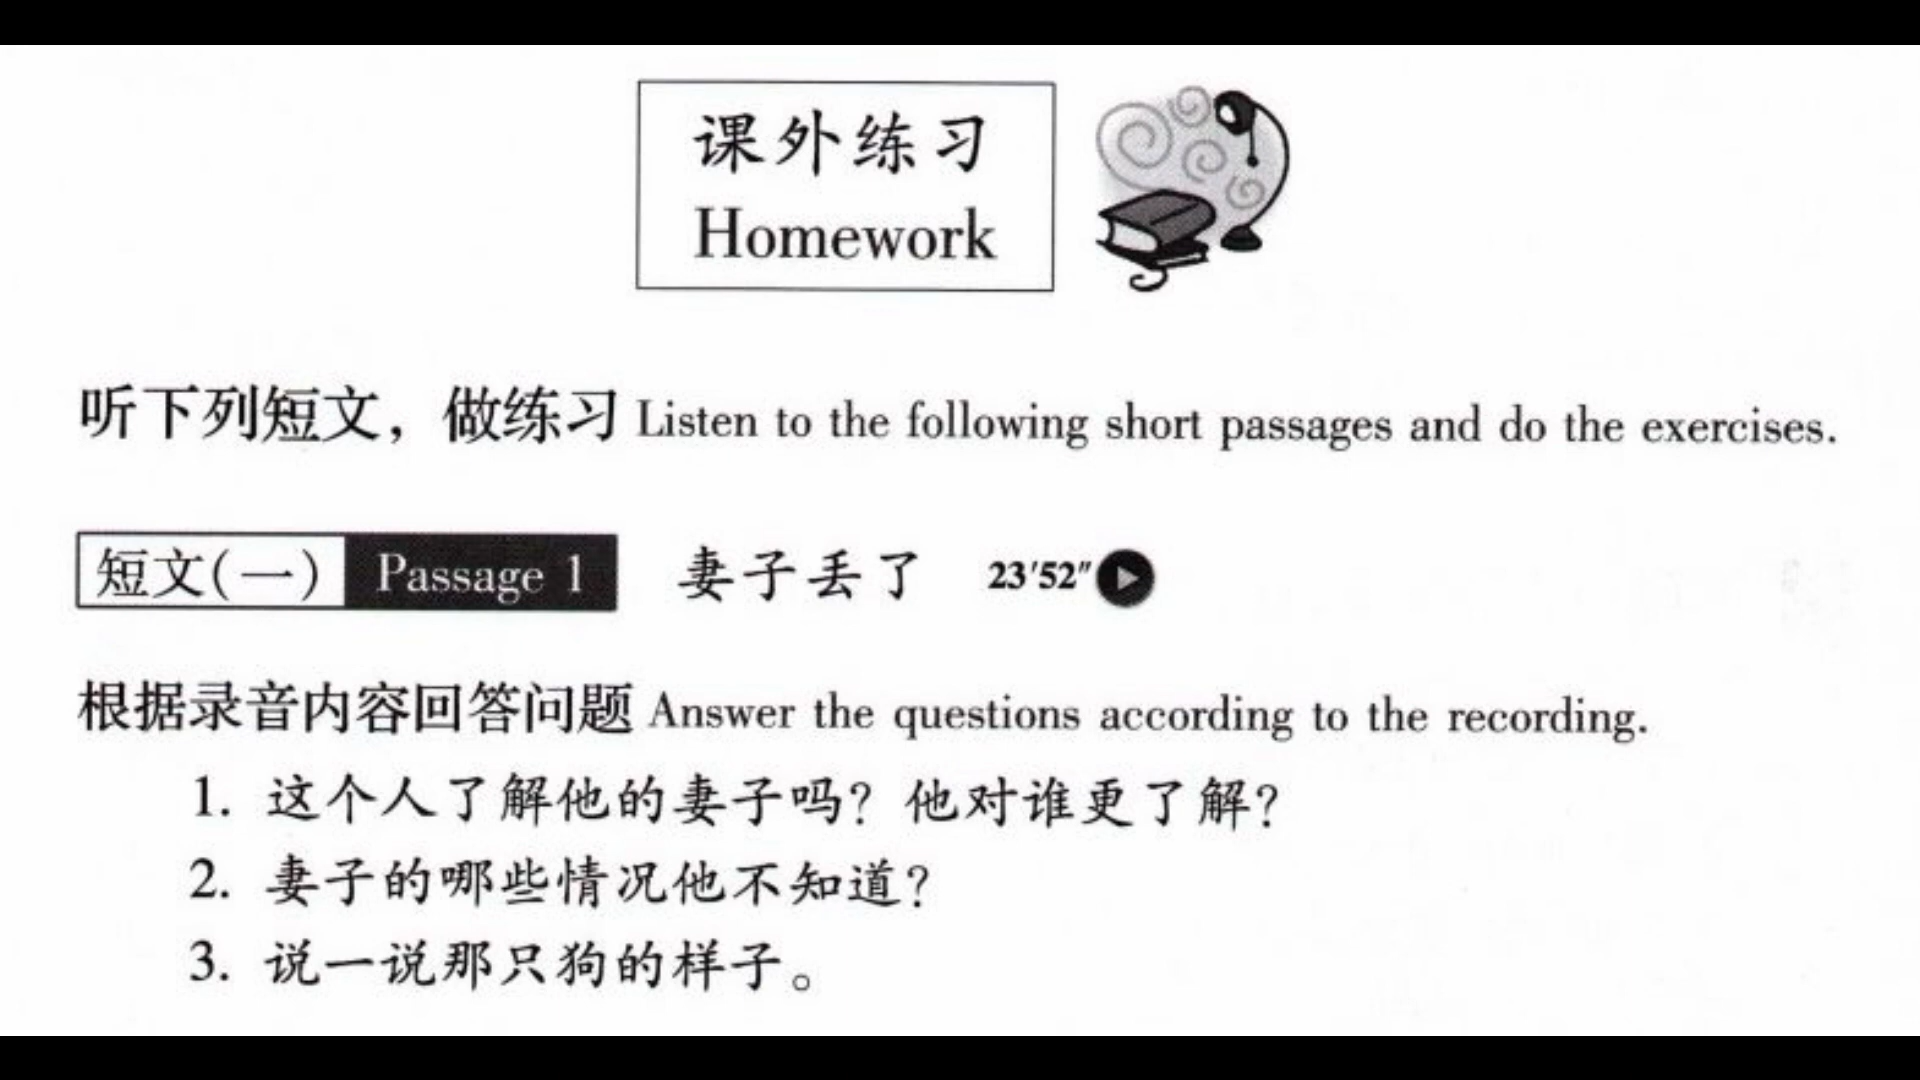 课外练习
Homework
听下列短文，做练习 Listen to the following short passages and do the exercises.
短文(一) Passage 1 妻子丢了 23′52″
根据录音内容回答问题 Answer the questions according to the recording.
1. 这个人了解他的妻子吗？他对谁更了解？
2. 妻子的哪些情况他不知道？
3. 说一说那只狗的样子。